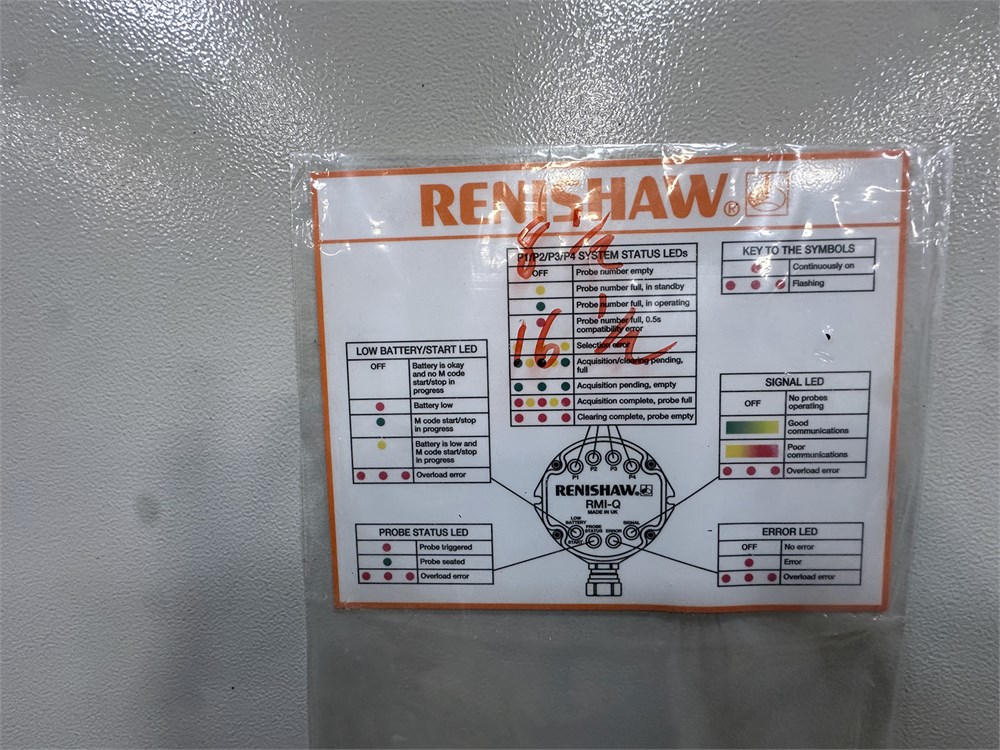 RENISHAW®
8 1/2
16 1/2
P1/P2/P3/P4 SYSTEM STATUS LEDs
OFF Probe number empty
Probe number full, in standby
Probe number full, in operating
Probe number full, 0.5s
compatibility error
Selection error
Acquisition/clearing pending,
full
Acquisition pending, empty
Acquisition complete, probe full
Clearing complete, probe empty
KEY TO THE SYMBOLS
Continuously on
Flashing
LOW BATTERY/START LED
OFF Battery is okay
and no M code
start/stop in
progress
Battery low
M code start/stop
in progress
Battery is low and
M code start/stop
in progress
Overload error
SIGNAL LED
OFF No probes
operating
Good
communications
Poor
communications
Overload error
P1 P2 P3 P4
RENISHAW®
RMI-Q
MADE IN UK
LOW
BATTERY
START
PROBE
STATUS
ERROR
SIGNAL
PROBE STATUS LED
Probe triggered
Probe seated
Overload error
ERROR LED
OFF No error
Error
Overload error